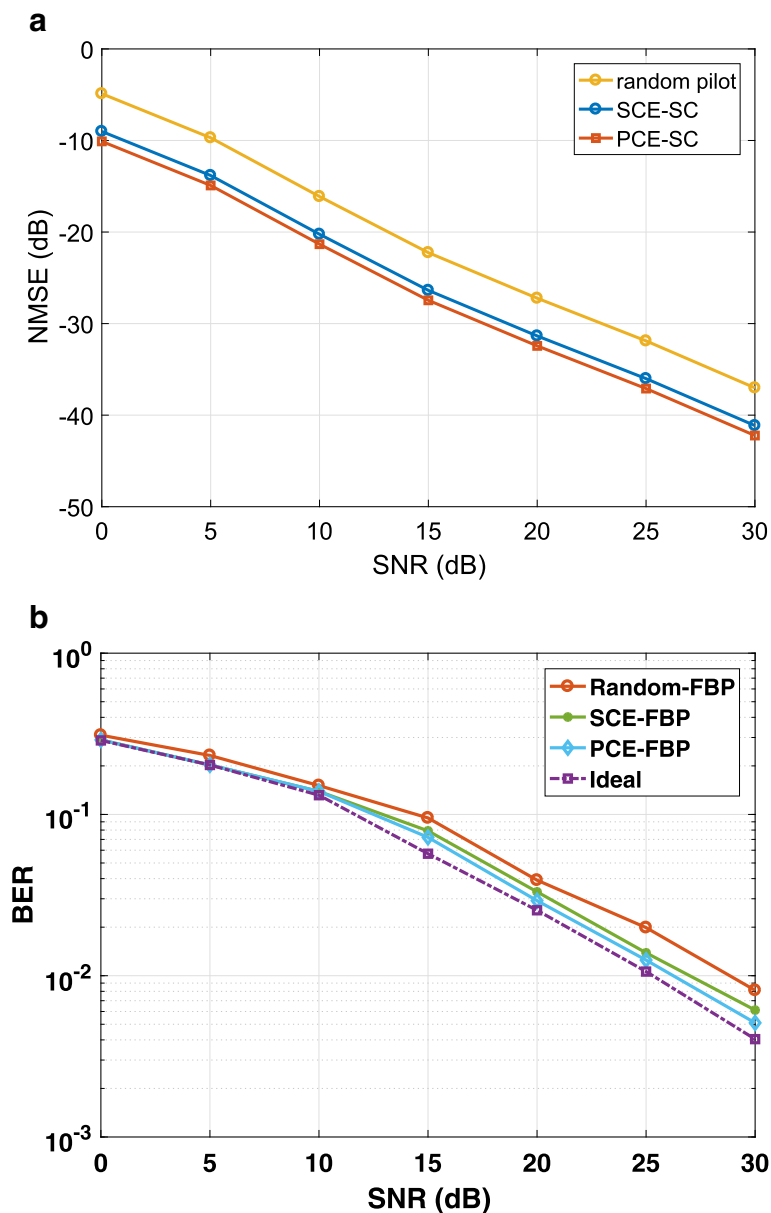 a
0
-10
-20
-30
-40
-50
NMSE (dB)
random pilot
SCE-SC
PCE-SC
0 5 10 15 20 25 30
SNR (dB)
b
10^0
10^-1
10^-2
10^-3
BER
Random-FBP
SCE-FBP
PCE-FBP
Ideal
0 5 10 15 20 25 30
SNR (dB)